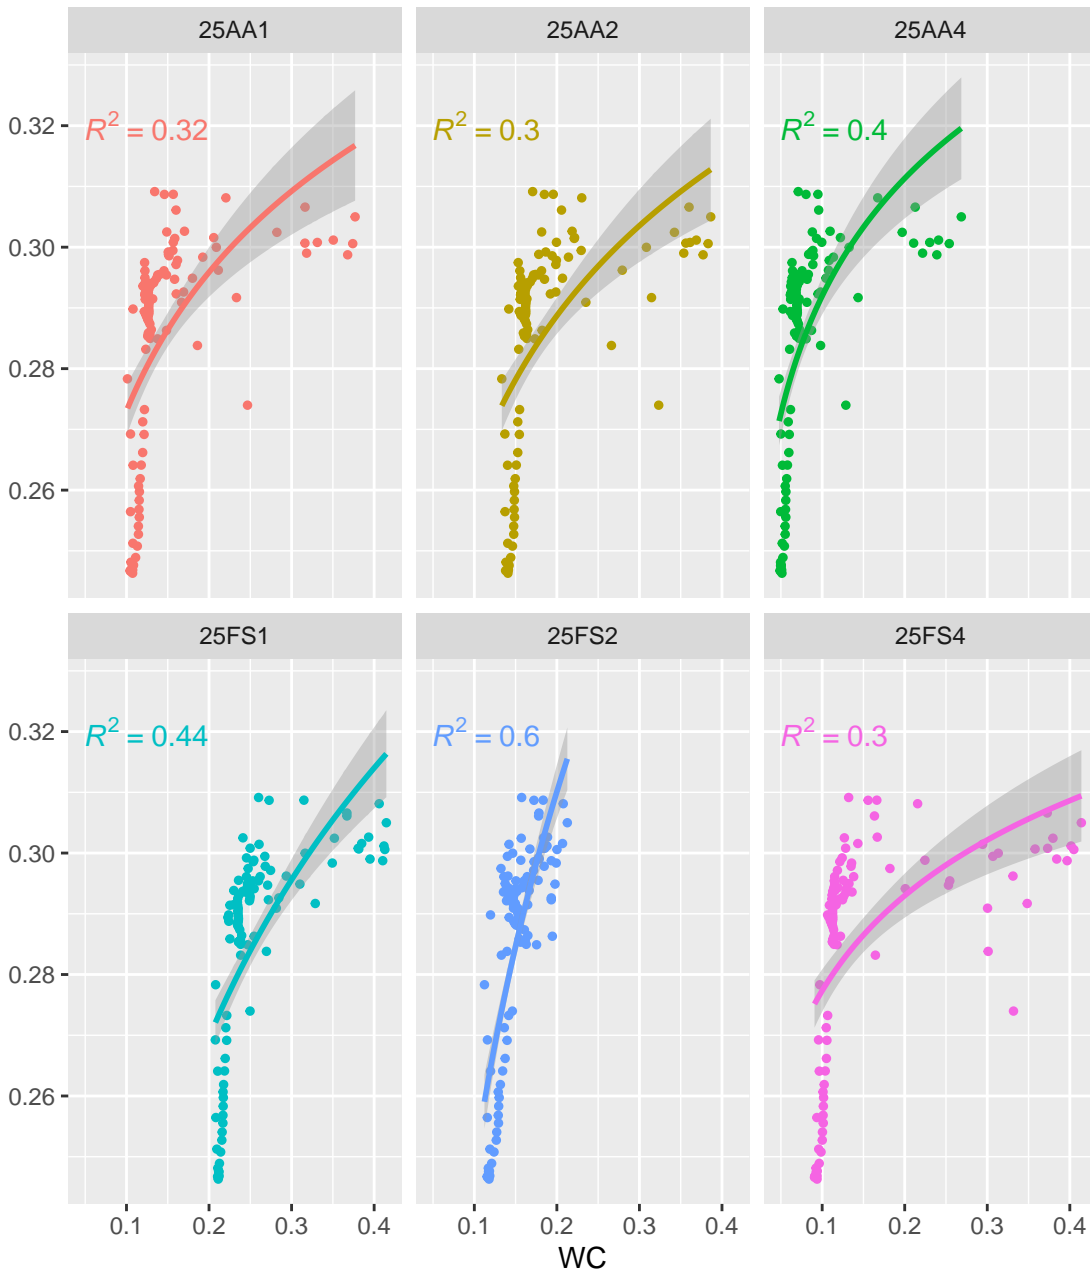 25AA1 25AA2 25AA4
R² = 0.32 R² = 0.3 R² = 0.4
0.32
0.30
0.28
0.26
25FS1 25FS2 25FS4
R² = 0.44 R² = 0.6 R² = 0.3
0.32
0.30
0.28
0.26
0.1 0.2 0.3 0.4 0.1 0.2 0.3 0.4 0.1 0.2 0.3 0.4
WC